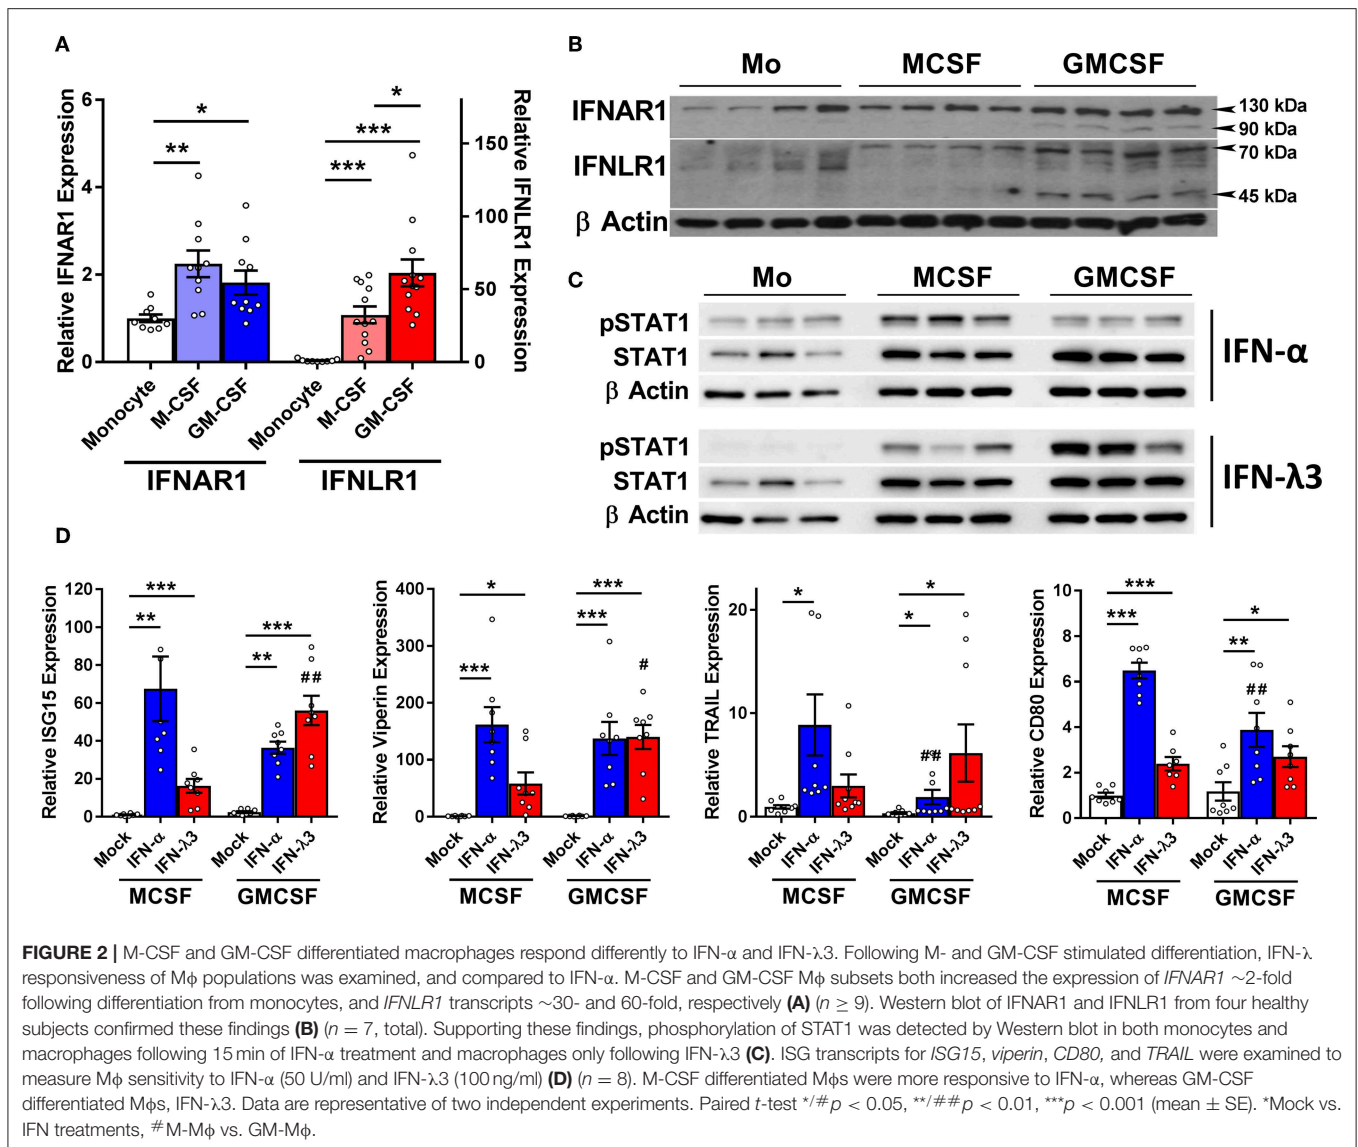 A
Relative IFNAR1 Expression
6
4
2
0
* 
** 
*
***
***
Relative IFNLR1 Expression
150
100
50
0
Monocyte
M-CSF
GM-CSF
Monocyte
M-CSF
GM-CSF
IFNAR1
IFNLR1
B
Mo MCSF GMCSF
IFNAR1
130 kDa
90 kDa
IFNLR1
70 kDa
45 kDa
β Actin
C
Mo MCSF GMCSF
pSTAT1
STAT1
β Actin
IFN-α
pSTAT1
STAT1
β Actin
IFN-λ3
D
Relative ISG15 Expression
120
100
80
60
40
20
0
***
**
***
**
##
Mock IFN-α IFN-λ3 Mock IFN-α IFN-λ3
MCSF GMCSF
Relative Viperin Expression
400
300
200
100
0
*
***
***
***
#
Mock IFN-α IFN-λ3 Mock IFN-α IFN-λ3
MCSF GMCSF
Relative TRAIL Expression
20
10
0
*
*
*
##
Mock IFN-α IFN-λ3 Mock IFN-α IFN-λ3
MCSF GMCSF
Relative CD80 Expression
10
8
6
4
2
0
***
***
*
**
##
Mock IFN-α IFN-λ3 Mock IFN-α IFN-λ3
MCSF GMCSF
FIGURE 2 | M-CSF and GM-CSF differentiated macrophages respond differently to IFN-α and IFN-λ3. Following M- and GM-CSF stimulated differentiation, IFN-λ
responsiveness of Mϕ populations was examined, and compared to IFN-α. M-CSF and GM-CSF Mϕ subsets both increased the expression of IFNAR1 ∼2-fold
following differentiation from monocytes, and IFNLR1 transcripts ∼30- and 60-fold, respectively (A) (n ≥ 9). Western blot of IFNAR1 and IFNLR1 from four healthy
subjects confirmed these findings (B) (n = 7, total). Supporting these findings, phosphorylation of STAT1 was detected by Western blot in both monocytes and
macrophages following 15 min of IFN-α treatment and macrophages only following IFN-λ3 (C). ISG transcripts for ISG15, viperin, CD80, and TRAIL were examined to
measure Mϕ sensitivity to IFN-α (50 U/ml) and IFN-λ3 (100 ng/ml) (D) (n = 8). M-CSF differentiated Mϕs were more responsive to IFN-α, whereas GM-CSF
differentiated Mϕs, IFN-λ3. Data are representative of two independent experiments. Paired t-test */#p < 0.05, **/##p < 0.01, ***p < 0.001 (mean ± SE). *Mock vs.
IFN treatments, #M-Mϕ vs. GM-Mϕ.